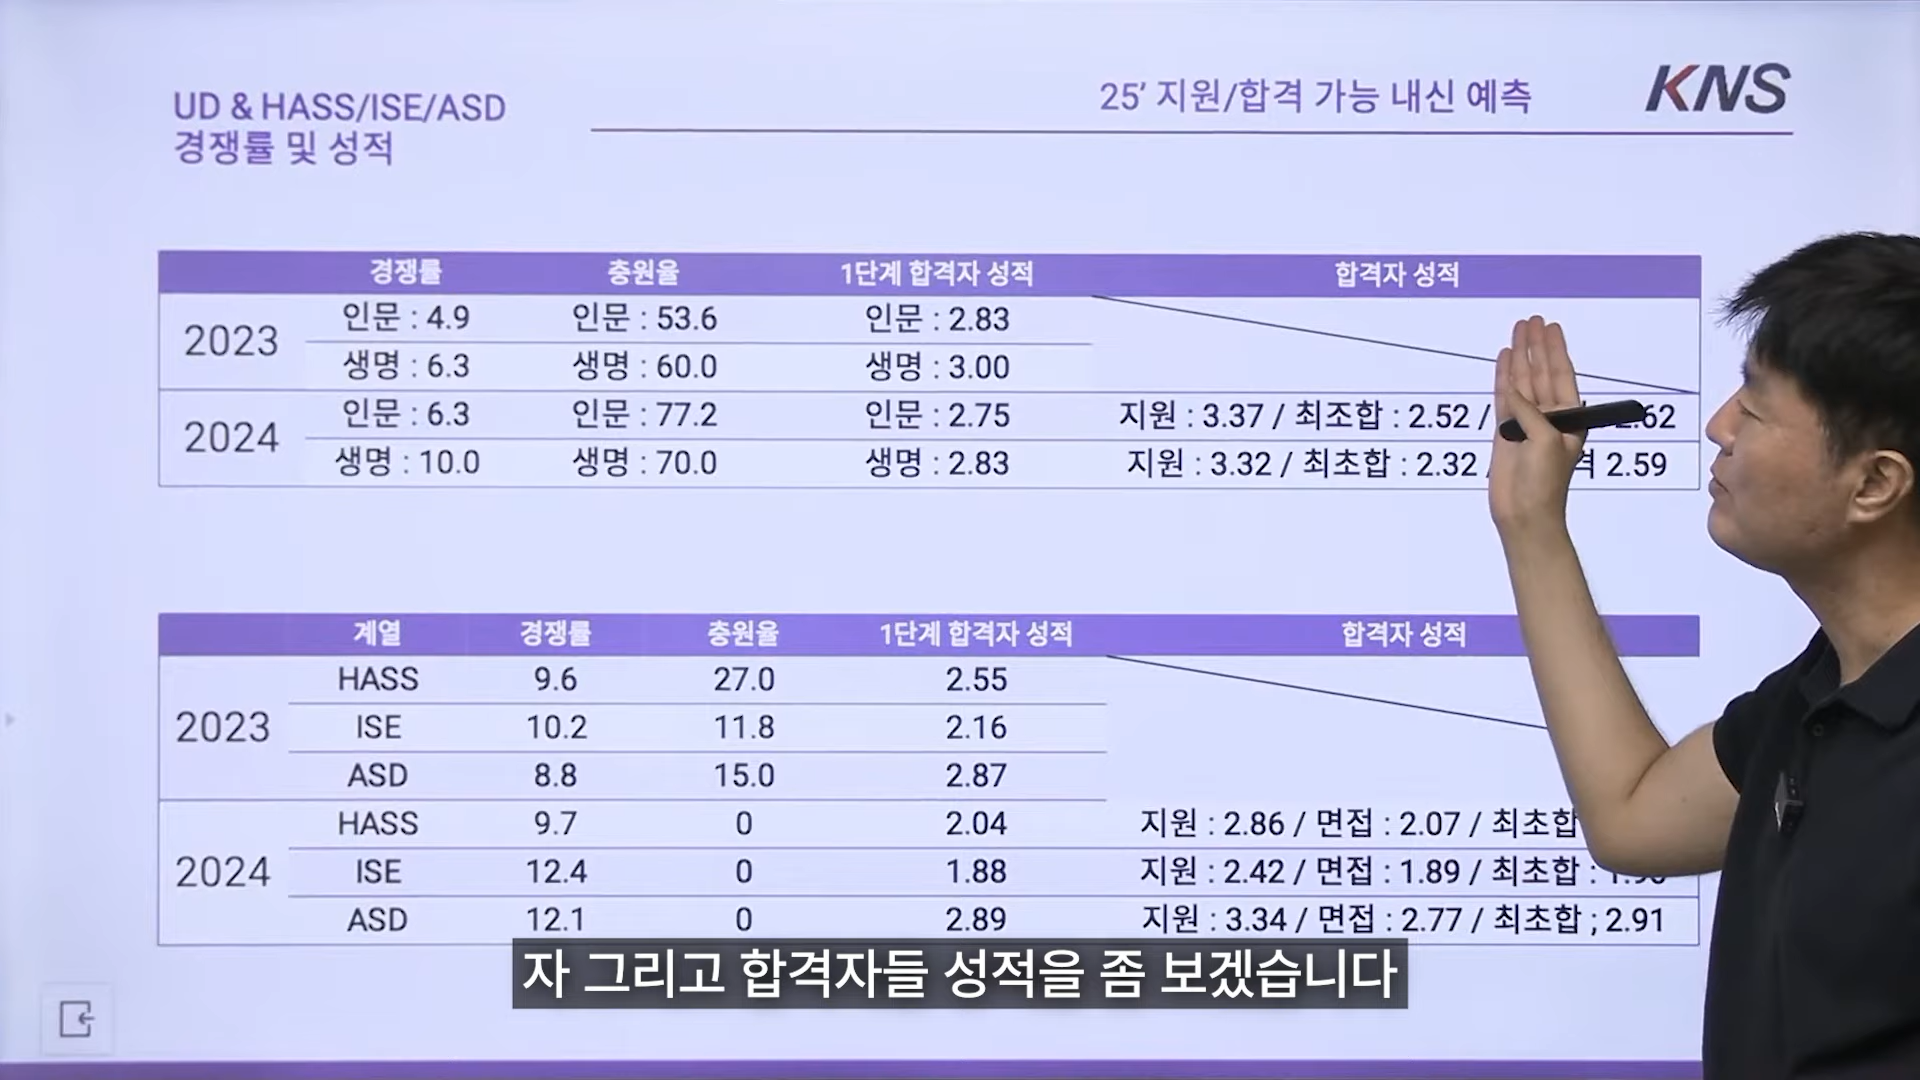 UD & HASS/ISE/ASD
경쟁률 및 성적
25’ 지원/합격 가능 내신 예측
KNS
경쟁률 충원율 1단계 합격자 성적 합격자 성적
2023
인문 : 4.9 인문 : 53.6 인문 : 2.83
생명 : 6.3 생명 : 60.0 생명 : 3.00
2024
인문 : 6.3 인문 : 77.2 인문 : 2.75 지원 : 3.37 / 최조합 : 2.52 / 2.62
생명 : 10.0 생명 : 70.0 생명 : 2.83 지원 : 3.32 / 최초합 : 2.32 / 격 2.59
계열 경쟁률 충원율 1단계 합격자 성적 합격자 성적
2023
HASS 9.6 27.0 2.55
ISE 10.2 11.8 2.16
ASD 8.8 15.0 2.87
2024
HASS 9.7 0 2.04 지원 : 2.86 / 면접 : 2.07 / 최초합
ISE 12.4 0 1.88 지원 : 2.42 / 면접 : 1.89 / 최초합 :
ASD 12.1 0 2.89 지원 : 3.34 / 면접 : 2.77 / 최초합 ; 2.91
자 그리고 합격자들 성적을 좀 보겠습니다